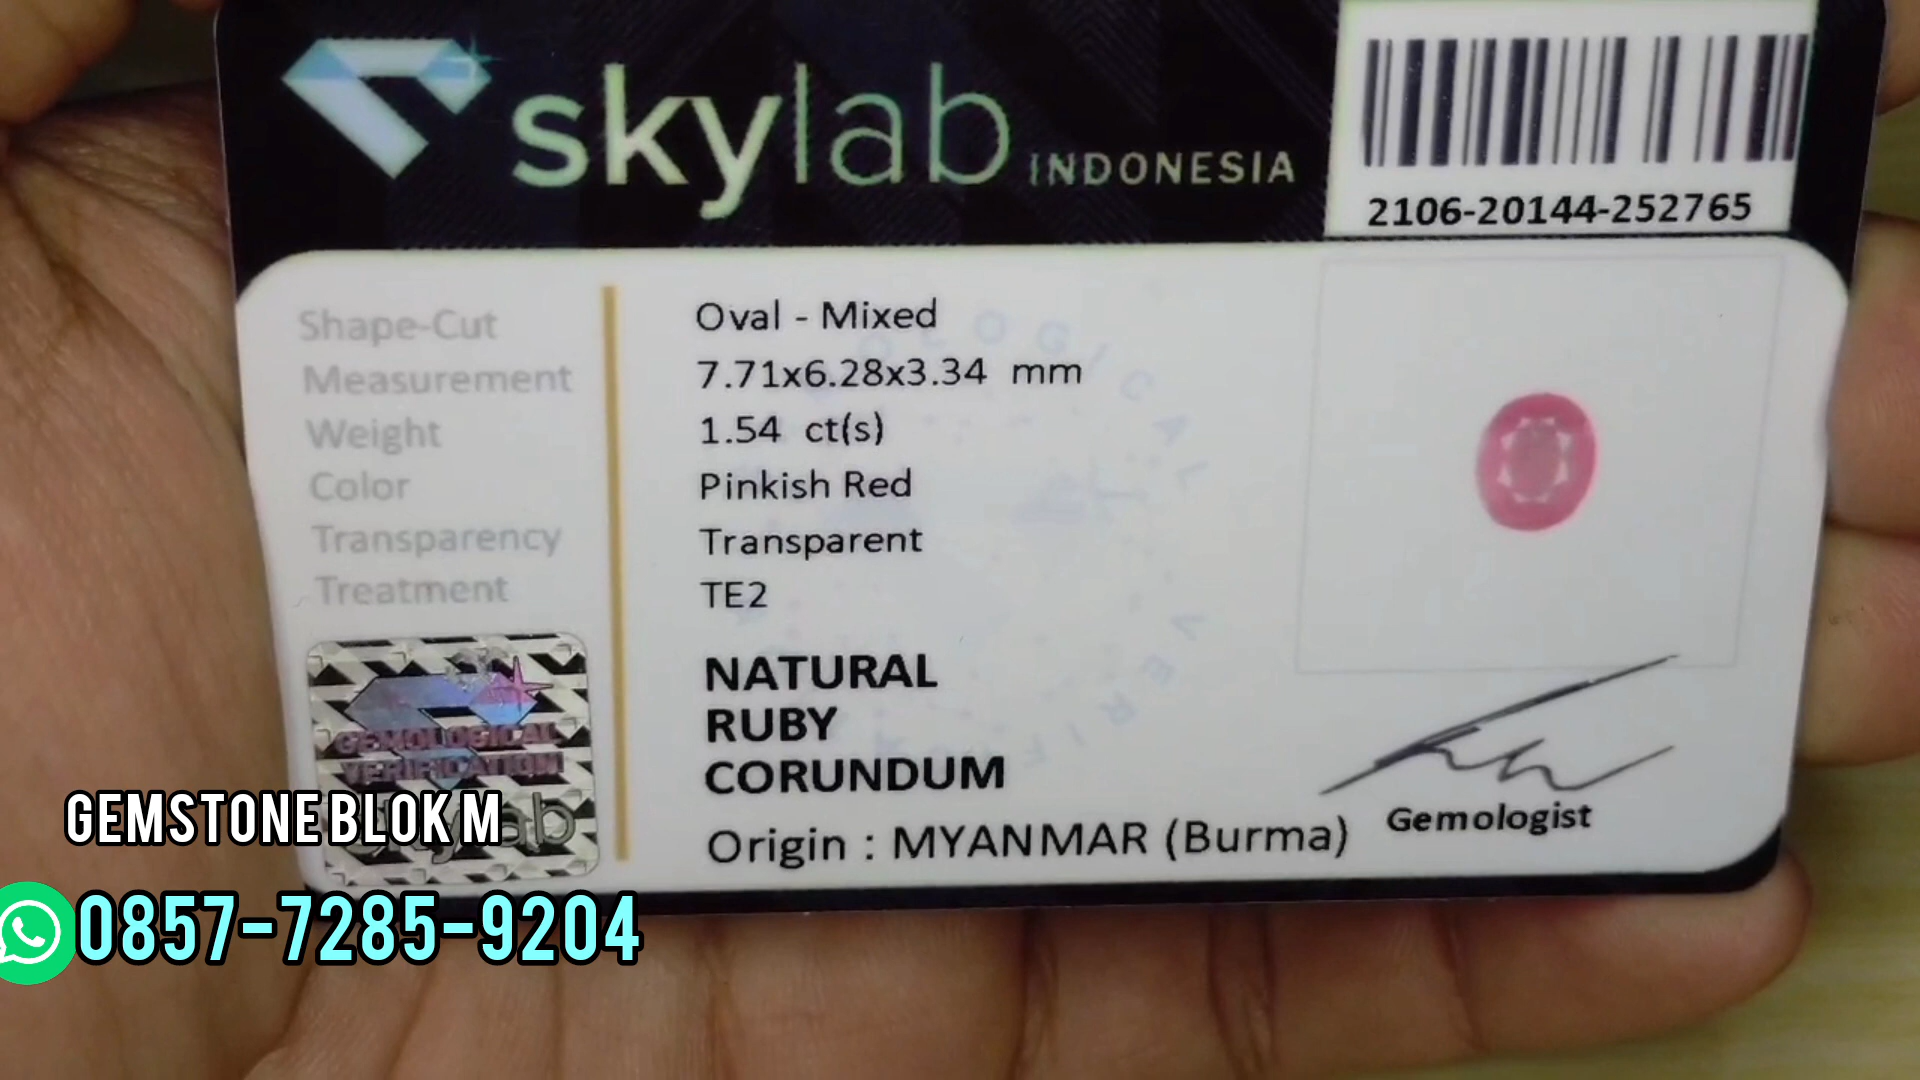 skylab INDONESIA
2106-20144-252765
Shape-Cut Oval - Mixed
Measurement 7.71x6.28x3.34 mm
Weight 1.54 ct(s)
Color Pinkish Red
Transparency Transparent
Treatment TE2
NATURAL
RUBY
CORUNDUM
Origin : MYANMAR (Burma)
Gemologist
GEMOLOGICAL
VERIFICATION
GEMSTONE BLOK M
0857-7285-9204